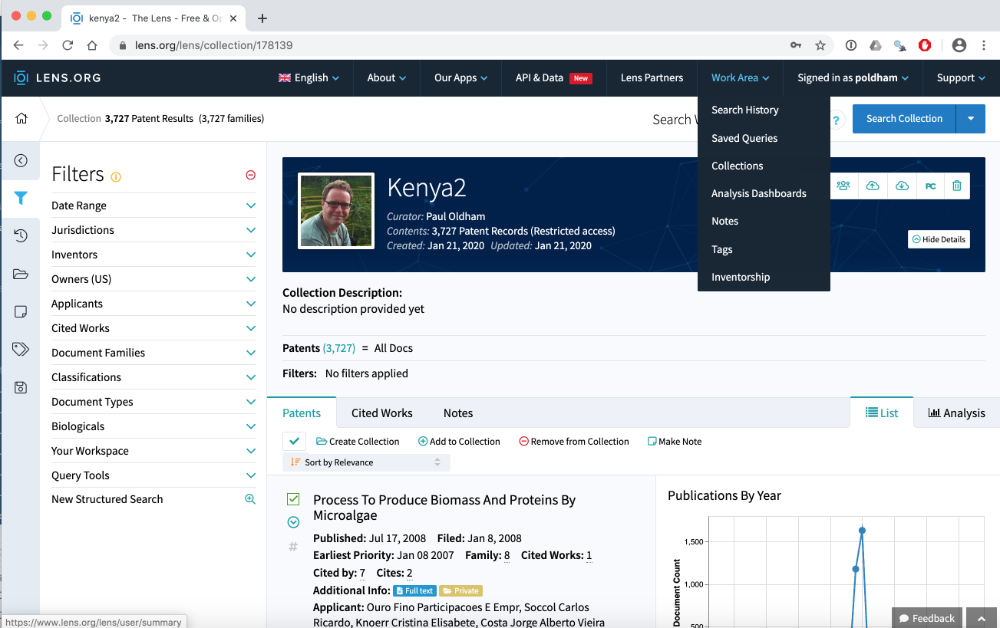 kenya2 - The Lens - Free & Op
lens.org/lens/collection/178139
LENS.ORG
English
About
Our Apps
API & Data New
Lens Partners
Work Area
Signed in as poldham
Support
Collection 3,727 Patent Results (3,727 families)
Search W
?
Search Collection
Search History
Saved Queries
Collections
Analysis Dashboards
Notes
Tags
Inventorship
Filters
Date Range
Jurisdictions
Inventors
Owners (US)
Applicants
Cited Works
Document Families
Classifications
Document Types
Biologicals
Your Workspace
Query Tools
New Structured Search
Kenya2
Curator: Paul Oldham
Contents: 3,727 Patent Records (Restricted access)
Created: Jan 21, 2020 Updated: Jan 21, 2020
PC
Hide Details
Collection Description:
No description provided yet
Patents (3,727) = All Docs
Filters: No filters applied
Patents
Cited Works
Notes
List
Analysis
Create Collection
Add to Collection
Remove from Collection
Make Note
Sort by Relevance
#
Process To Produce Biomass And Proteins By
Microalgae
Published: Jul 17, 2008 Filed: Jan 8, 2008
Earliest Priority: Jan 08 2007 Family: 8 Cited Works: 1
Cited by: 7 Cites: 2
Additional Info: Full text Private
Applicant: Ouro Fino Participacoes E Empr, Soccol Carlos
Ricardo, Knoerr Cristina Elisabete, Costa Jorge Alberto Vieira
Publications By Year
Document Count
1,500
1,000
500
Feedback
https://www.lens.org/lens/user/summary